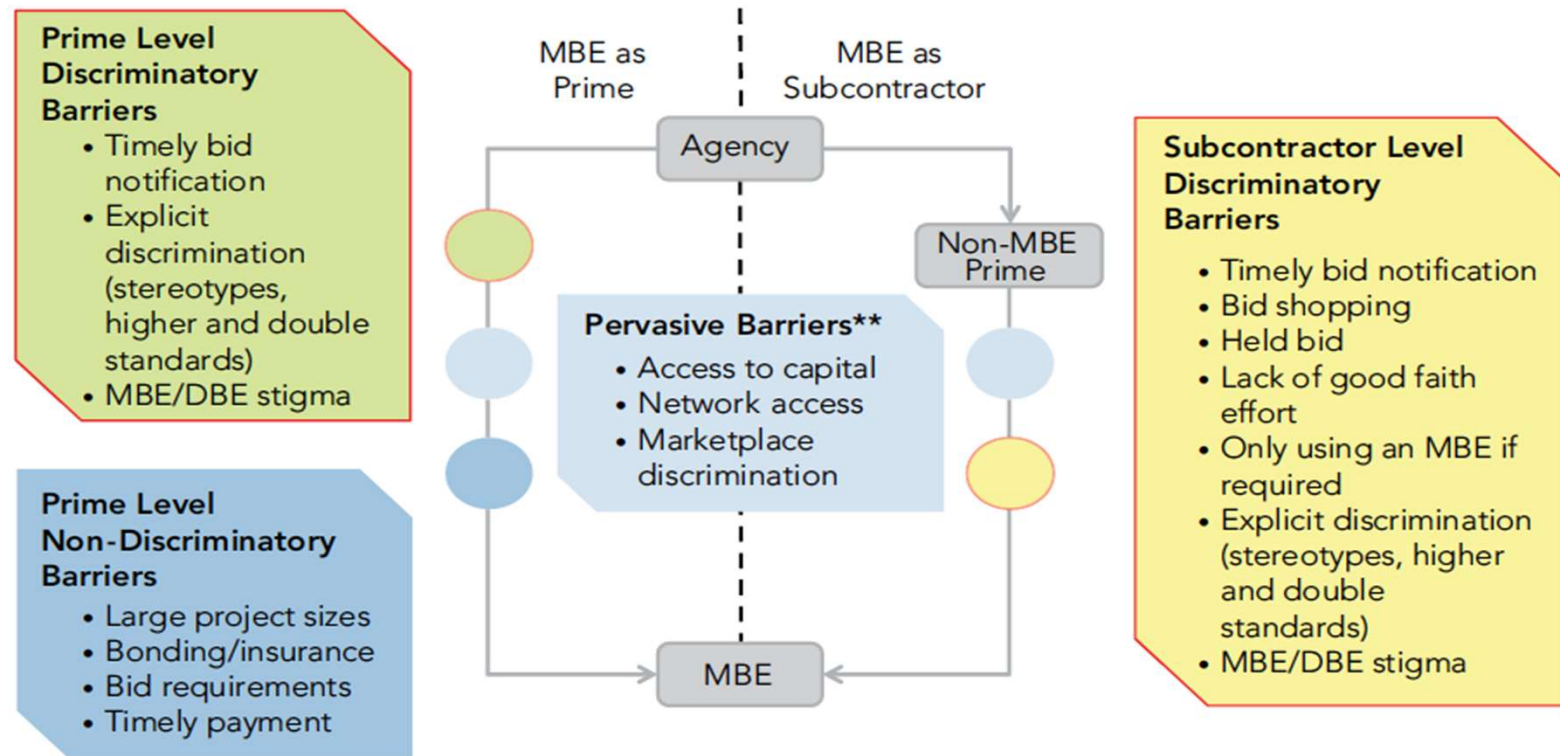 Prime Level
Discriminatory
Barriers
• Timely bid
notification
• Explicit
discrimination
(stereotypes,
higher and double
standards)
• MBE/DBE stigma
Prime Level
Non-Discriminatory
Barriers
• Large project sizes
• Bonding/insurance
• Bid requirements
• Timely payment
MBE as
Prime
MBE as
Subcontractor
Agency
Non-MBE
Prime
Pervasive Barriers**
• Access to capital
• Network access
• Marketplace
discrimination
MBE
Subcontractor Level
Discriminatory
Barriers
• Timely bid notification
• Bid shopping
• Held bid
• Lack of good faith
effort
• Only using an MBE if
required
• Explicit discrimination
(stereotypes, higher
and double
standards)
• MBE/DBE stigma